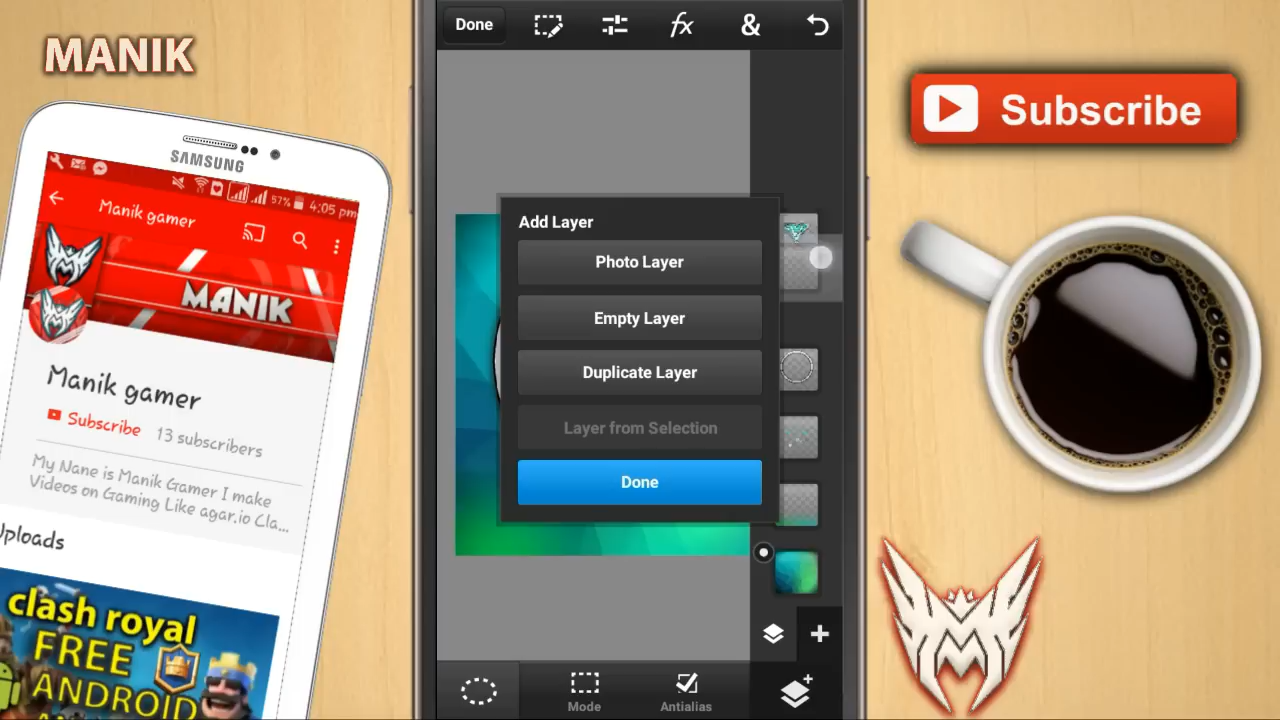 MANIK
SAMSUNG
57% 4:05 pm
Manik gamer
MANIK
Manik gamer
Subscribe 13 subscribers
My Nane is Manik Gamer I make
Videos on Gaming Like agar.io Cla...
Uploads
clash royal
FREE
ANDROID
Done fx &
Add Layer
Photo Layer
Empty Layer
Duplicate Layer
Layer from Selection
Done
+
Mode
Antialias
Subscribe